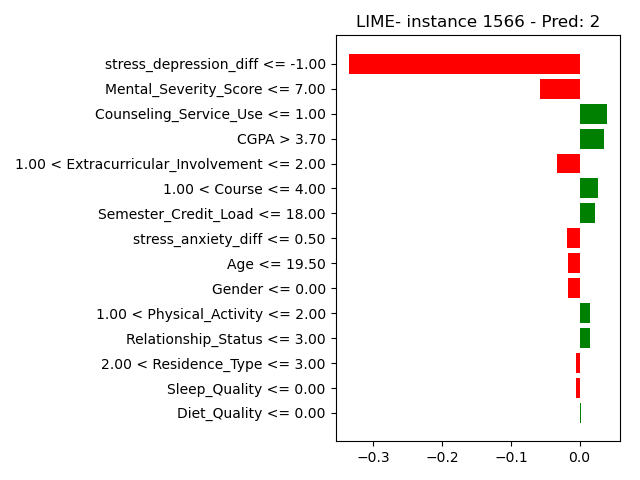 LIME- instance 1566 - Pred: 2
stress_depression_diff <= -1.00
Mental_Severity_Score <= 7.00
Counseling_Service_Use <= 1.00
CGPA > 3.70
1.00 < Extracurricular_Involvement <= 2.00
1.00 < Course <= 4.00
Semester_Credit_Load <= 18.00
stress_anxiety_diff <= 0.50
Age <= 19.50
Gender <= 0.00
1.00 < Physical_Activity <= 2.00
Relationship_Status <= 3.00
2.00 < Residence_Type <= 3.00
Sleep_Quality <= 0.00
Diet_Quality <= 0.00
−0.3 −0.2 −0.1 0.0